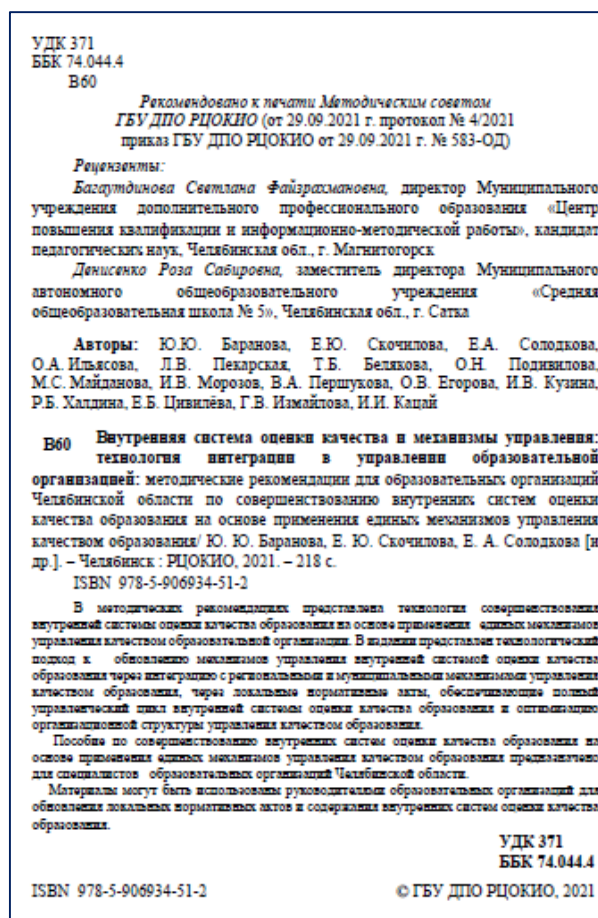 УДК 371
ББК 74.044.4
В60
Рекомендовано к печати Методическим советом
ГБУ ДПО РЦОКИО (от 29.09.2021 г. протокол № 4/2021
приказ ГБУ ДПО РЦОКИО от 29.09.2021 г. № 583-ОД)
Рецензенты:
Багаутдинова Светлана Файзрахмановна, директор Муниципального
учреждения дополнительного профессионального образования «Центр
повышения квалификации и информационно-методической работы», кандидат
педагогических наук, Челябинская обл., г. Магнитогорск
Денисенко Роза Сабировна, заместитель директора Муниципального
автономного общеобразовательного учреждения «Средняя
общеобразовательная школа № 5», Челябинская обл., г. Сатка
Авторы: Ю.Ю. Баранова, Е.Ю. Скочилова, Е.А. Солодкова,
О.А. Ильясова, Л.В. Пекарская, Т.Б. Белякова, О.Н. Подивилова,
М.С. Майданова, И.В. Морозов, В.А. Першукова, О.В. Егорова, И.В. Кузина,
Р.Б. Халдина, Е.Б. Цивилёва, Г.В. Измайлова, И.И. Кацай
В60 Внутренняя система оценки качества и механизмы управления:
технология интеграции в управлении образовательной
организацией: методические рекомендации для образовательных организаций
Челябинской области по совершенствованию внутренних систем оценки
качества образования на основе применения единых механизмов управления
качеством образования/ Ю. Ю. Баранова, Е. Ю. Скочилова, Е. А. Солодкова [и
др.]. – Челябинск : РЦОКИО, 2021. – 218 с.
ISBN 978-5-906934-51-2
В методических рекомендациях представлена технология совершенствования
внутренней системы оценки качества образования на основе применения единых механизмов
управления качеством образовательной организации. В издании представлен технологический
подход к обновлению механизмов управления внутренней системой оценки качества
образования через интеграцию с региональными и муниципальными механизмами управления
качеством образования, через локальные нормативные акты, обеспечивающие полный
управленческий цикл внутренней системы оценки качества образования и оптимизацию
организационной структуры управления качеством образования.
Пособие по совершенствованию внутренних систем оценки качества образования на
основе применения единых механизмов управления качеством образования предназначено
для специалистов образовательных организаций Челябинской области.
Материалы могут быть использованы руководителями образовательных организаций для
обновления локальных нормативных актов и содержания внутренних систем оценки качества
образования.
УДК 371
ББК 74.044.4
ISBN 978-5-906934-51-2 © ГБУ ДПО РЦОКИО, 2021